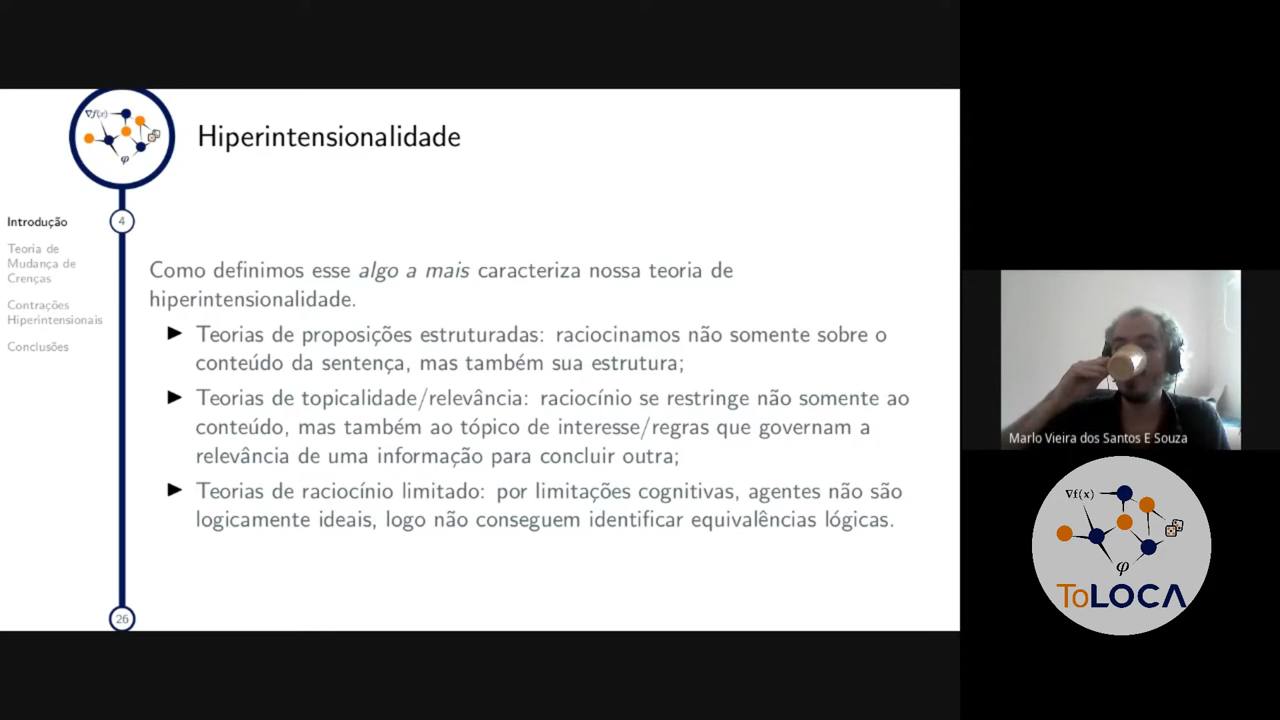 ∇f(x)
φ
Hiperintensionalidade
Introdução
4
Teoria de
Mudança de
Crenças
Contrações
Hiperintensionais
Conclusões
26
Como definimos esse algo a mais caracteriza nossa teoria de
hiperintensionalidade.
► Teorias de proposições estruturadas: raciocinamos não somente sobre o
conteúdo da sentença, mas também sua estrutura;
► Teorias de topicalidade/relevância: raciocínio se restringe não somente ao
conteúdo, mas também ao tópico de interesse/regras que governam a
relevância de uma informação para concluir outra;
► Teorias de raciocínio limitado: por limitações cognitivas, agentes não são
logicamente ideais, logo não conseguem identificar equivalências lógicas.
Marlo Vieira dos Santos E Souza
∇f(x)
φ
ToLOCA